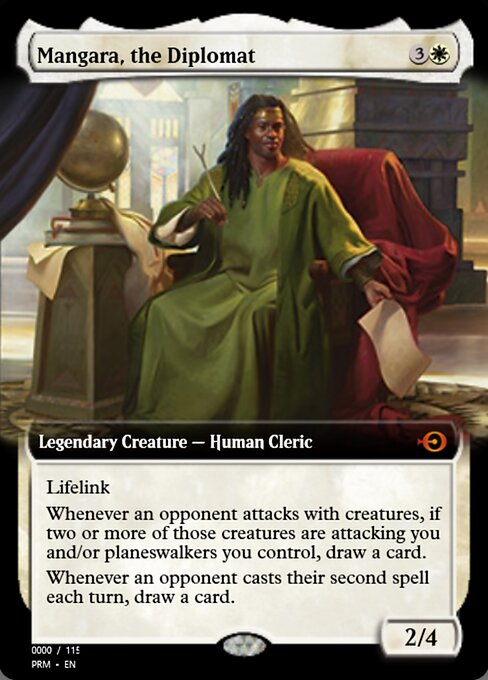 Mangara, the Diplomat
3
Legendary Creature — Human Cleric
Lifelink
Whenever an opponent attacks with creatures, if
two or more of those creatures are attacking you
and/or planeswalkers you control, draw a card.
Whenever an opponent casts their second spell
each turn, draw a card.
2/4
0000 / 115
PRM • EN